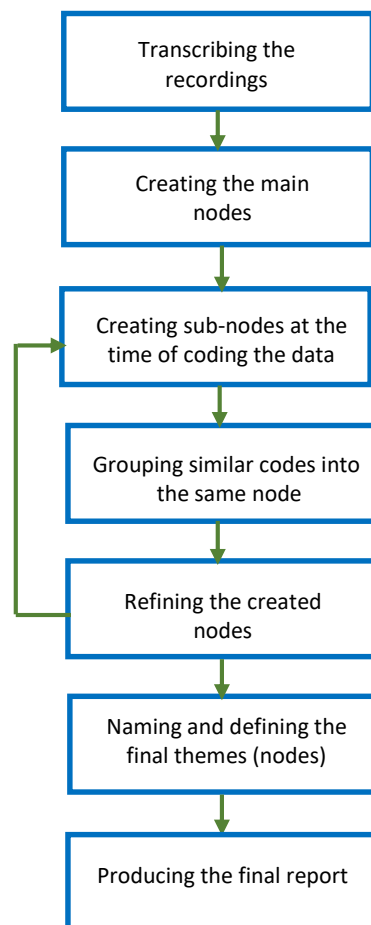 Transcribing the
recordings
Creating the main
nodes
Creating sub-nodes at the
time of coding the data
Grouping similar codes into
the same node
Refining the created
nodes
Naming and defining the
final themes (nodes)
Producing the final report